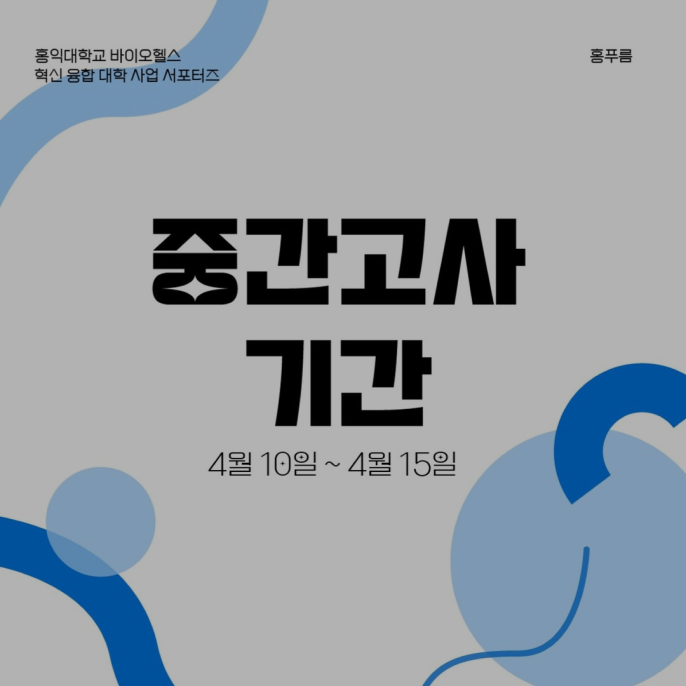 홍익대학교 바이오헬스
혁신 융합 대학 사업 서포터즈
홍푸름
중간고사
기간
4월 10일 ~ 4월 15일